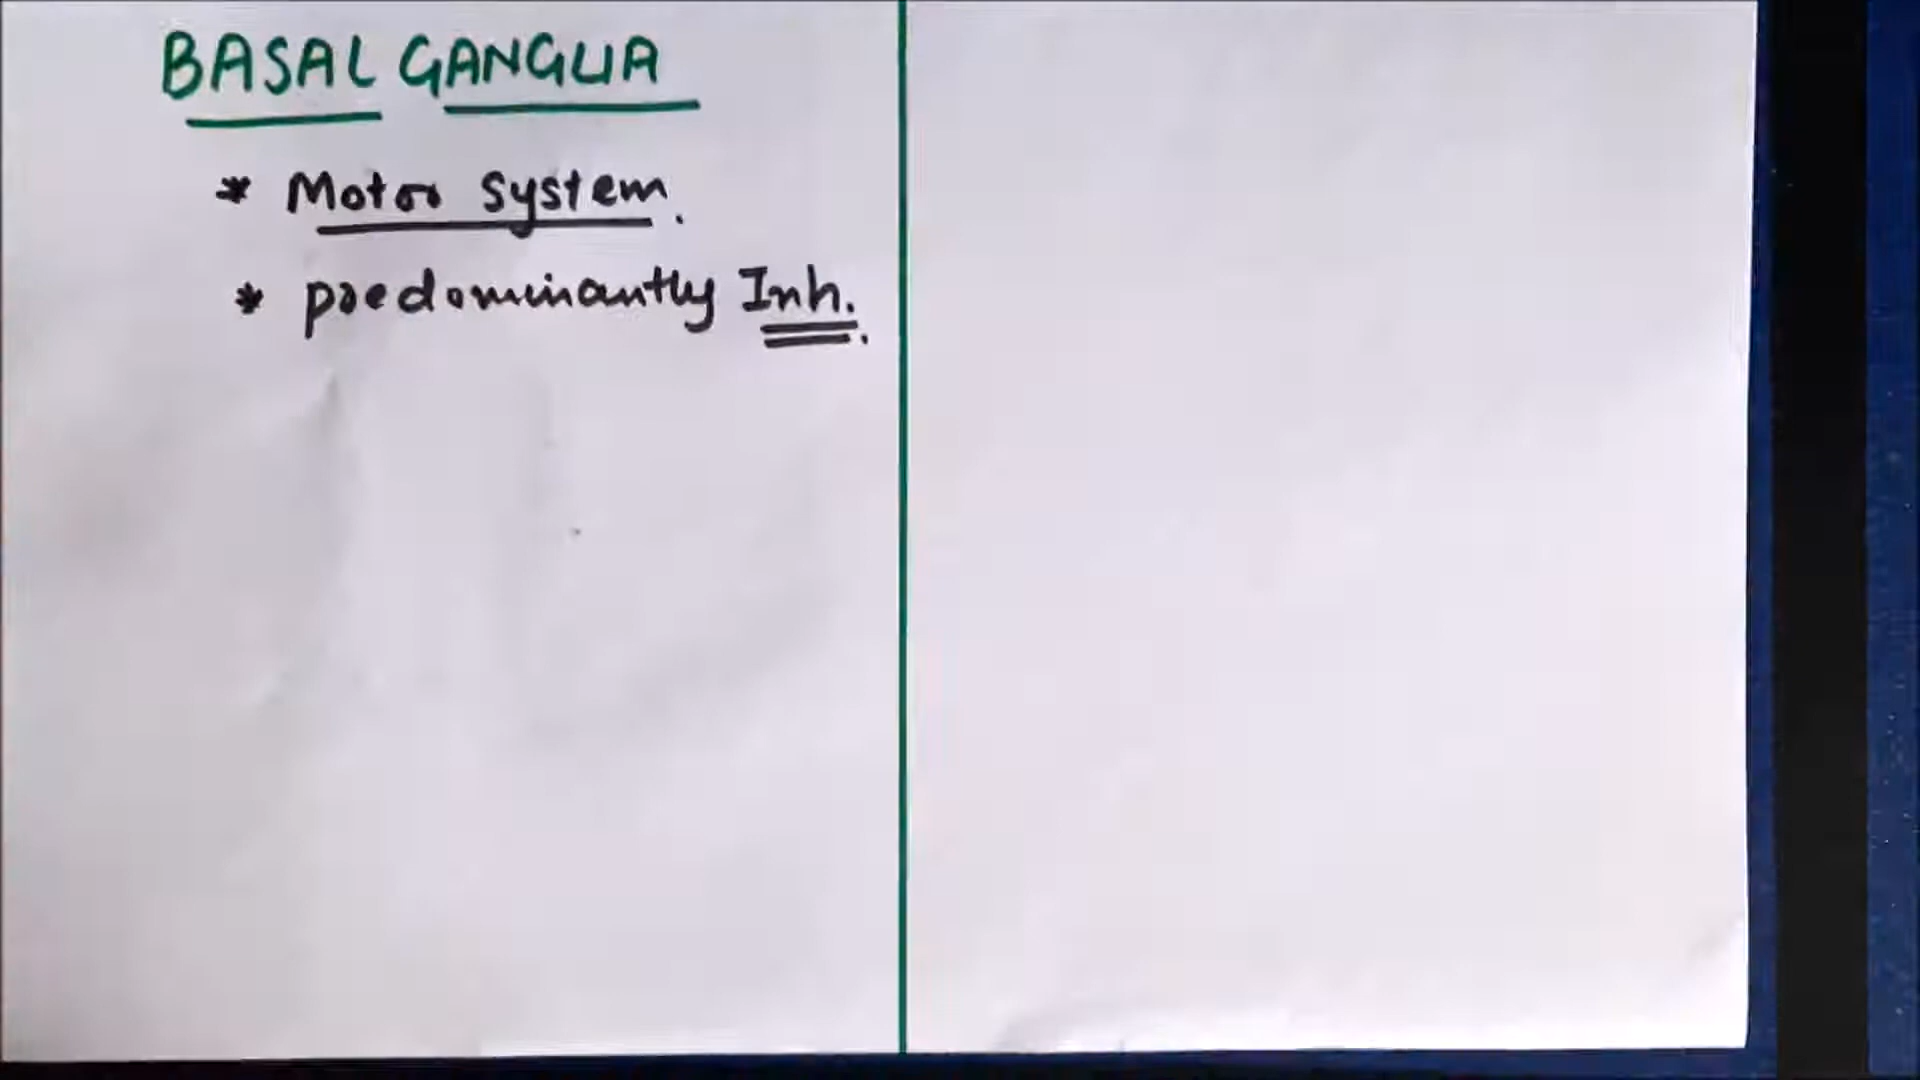 BASAL GANGLIA
* Motor System.
* predominantly Inh..